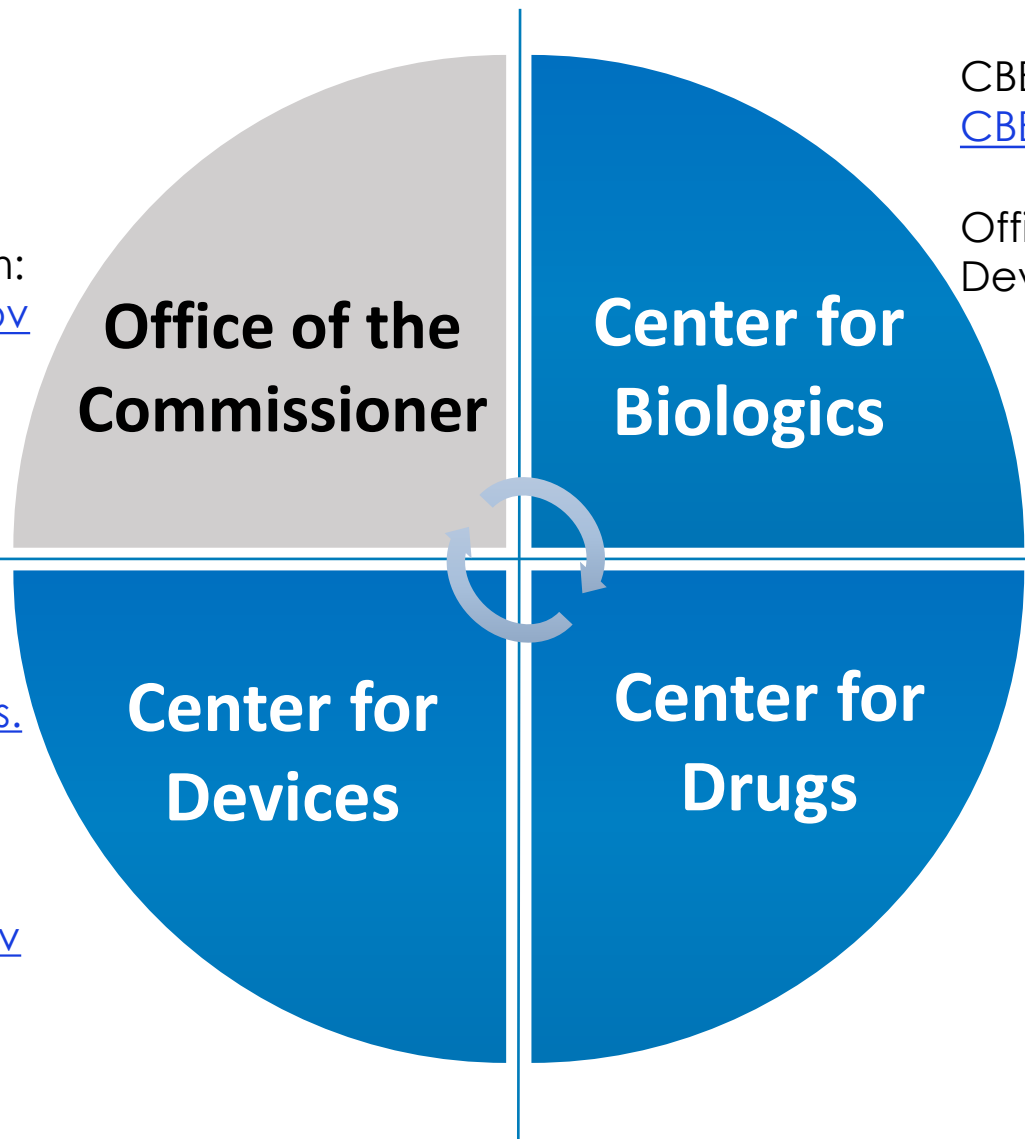 Office of the
Commissioner
Center for
Biologics
Center for
Devices
Center for
Drugs